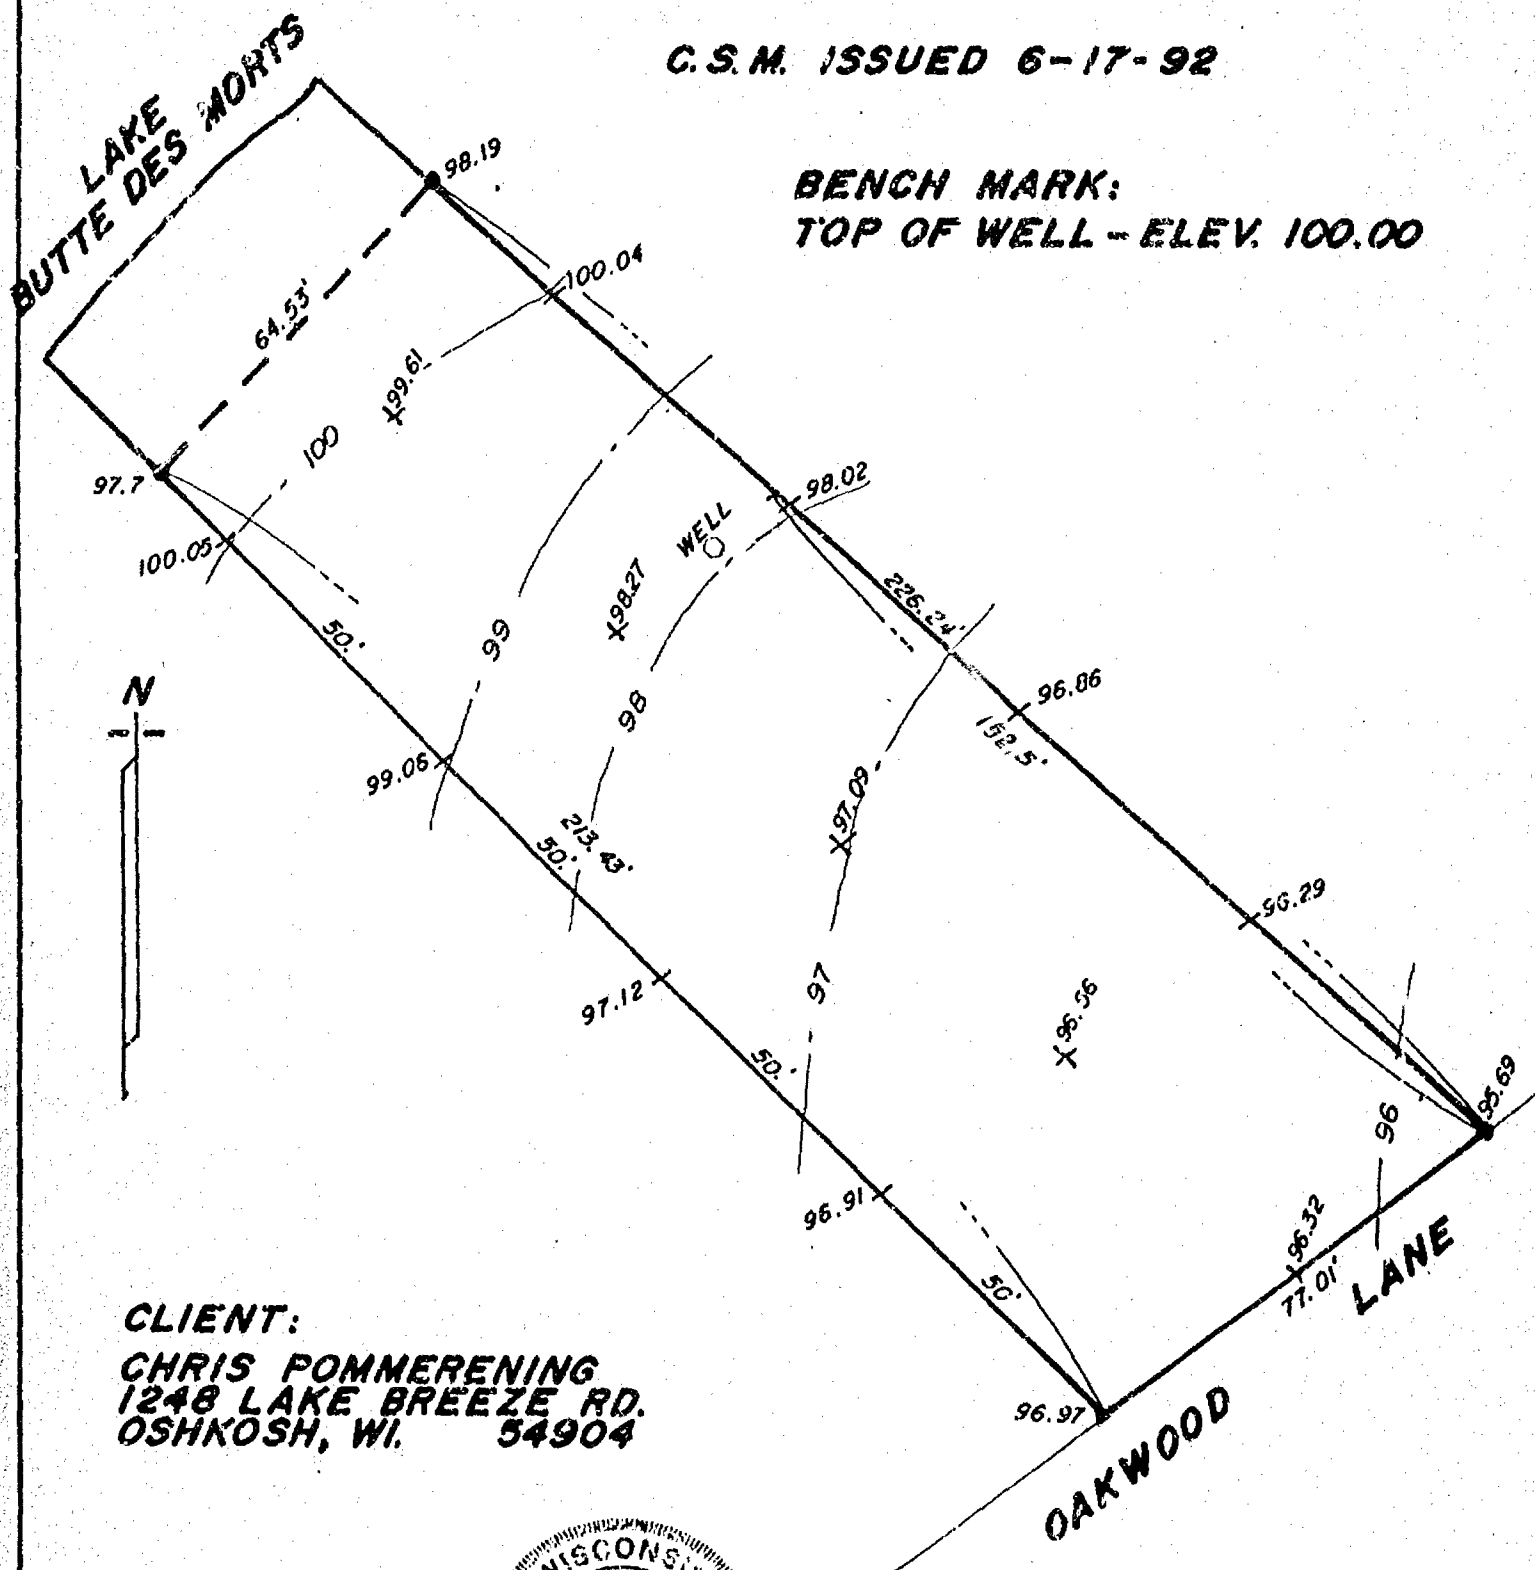 C.S.M. ISSUED 6-17-92
LAKE
BUTTE DES MORTS
BENCH MARK:
TOP OF WELL - ELEV. 100.00
98.19
100.04
64.53'
99.61
100
97.7
100.05
98.02
WELL
98.27
226.24'
50.'
99
N
98
96.86
152.5'
99.06
97.09
213.43'
50.'
96.29
97.12
97
96.56
50.'
95.69
96
96.91
96.32
77.01'
50'
LANE
96.97
OAKWOOD
CLIENT:
CHRIS POMMERENING
1248 LAKE BREEZE RD.
OSHKOSH, WI. 54904